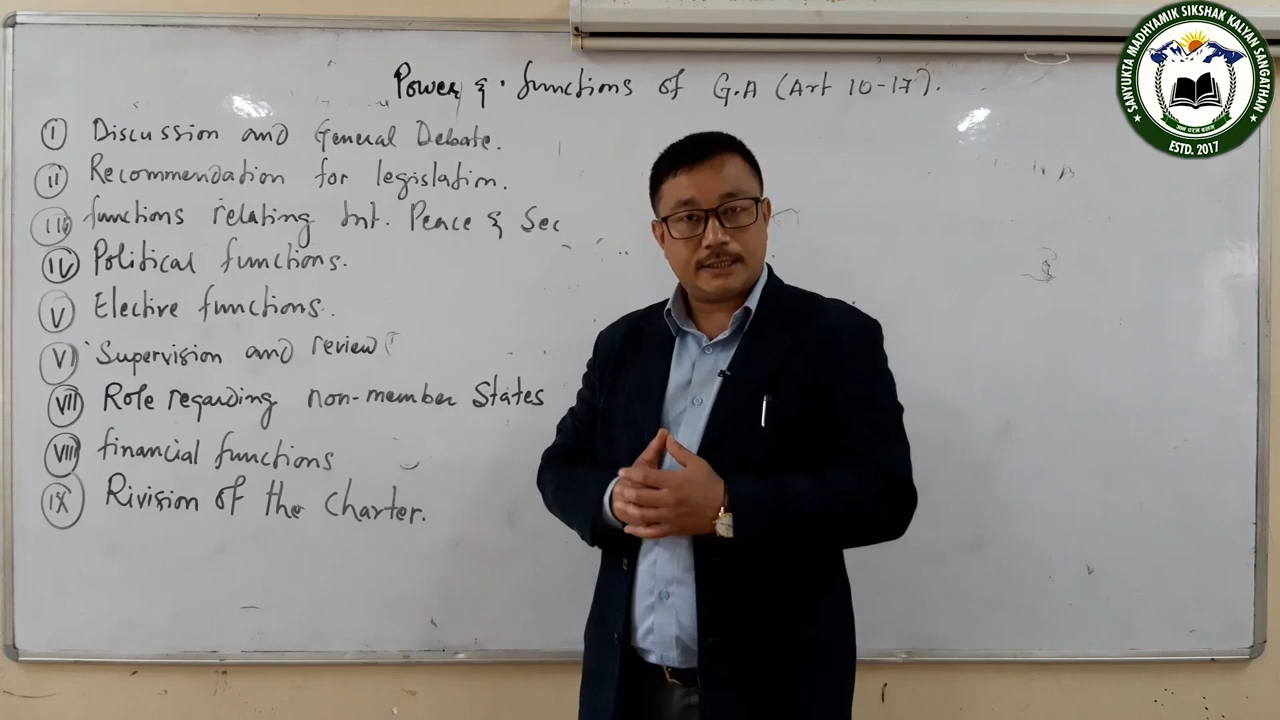 Power & functions of G.A (Art 10-17).
I Discussion and General Debate.
II Recommendation for legislation.
III functions relating Int. Peace & Sec
IV Political functions.
V Elective functions.
VI Supervision and review
VII Role regarding non-member States
VIII financial functions
IX Rivision of the Charter.
SANYUKTA MADHYAMIK SIKSHAK KALYAN SANGATHAN
ESTD. 2017